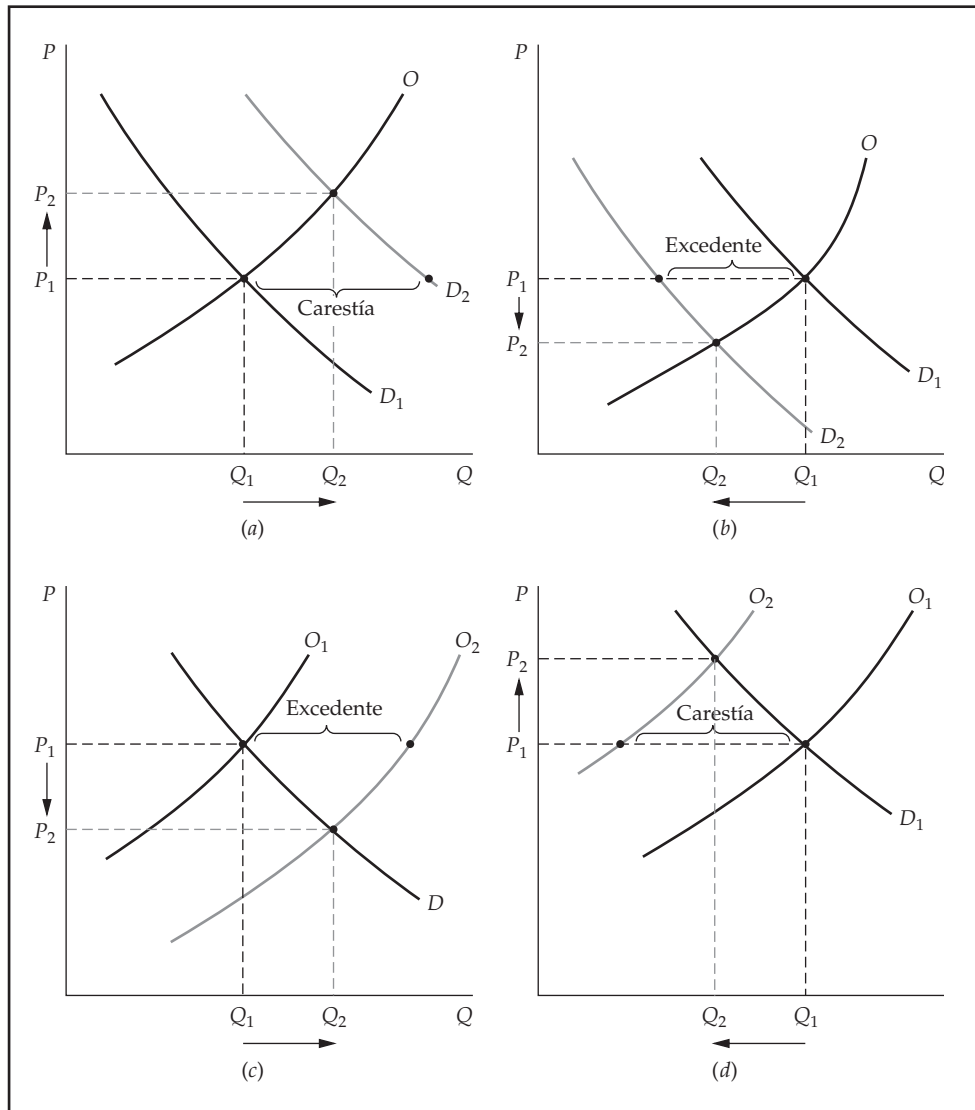 P
O
P₂
P₁
Carestía
D₂
D₁
Q₁ Q₂ Q
(a)
P
O
Excedente
P₁
P₂
D₁
D₂
Q₂ Q₁ Q
(b)
P
O₁ O₂
Excedente
P₁
P₂
D
Q₁ Q₂ Q
(c)
P
O₂ O₁
P₂
Carestía
P₁
D₁
Q₂ Q₁ Q
(d)